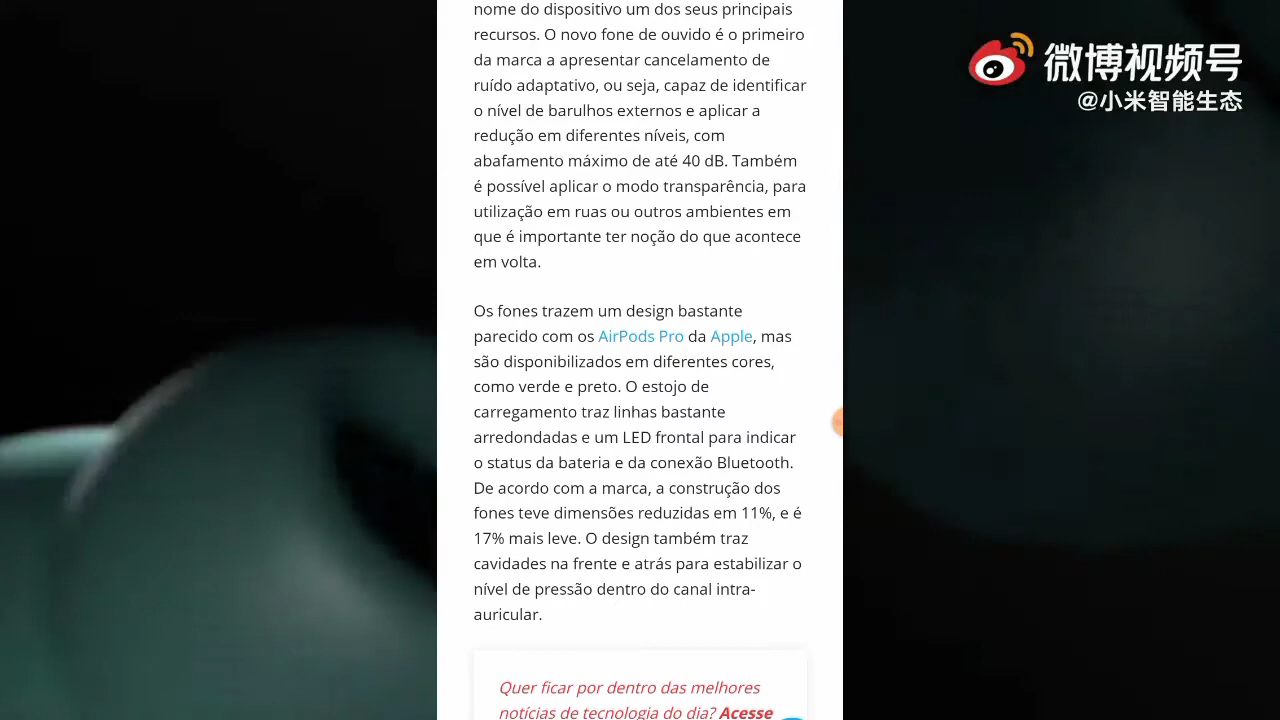 nome do dispositivo um dos seus principais
recursos. O novo fone de ouvido é o primeiro
da marca a apresentar cancelamento de
ruído adaptativo, ou seja, capaz de identificar
o nível de barulhos externos e aplicar a
redução em diferentes níveis, com
abafamento máximo de até 40 dB. Também
é possível aplicar o modo transparência, para
utilização em ruas ou outros ambientes em
que é importante ter noção do que acontece
em volta.
Os fones trazem um design bastante
parecido com os AirPods Pro da Apple, mas
são disponibilizados em diferentes cores,
como verde e preto. O estojo de
carregamento traz linhas bastante
arredondadas e um LED frontal para indicar
o status da bateria e da conexão Bluetooth.
De acordo com a marca, a construção dos
fones teve dimensões reduzidas em 11%, e é
17% mais leve. O design também traz
cavidades na frente e atrás para estabilizar o
nível de pressão dentro do canal intra-
auricular.
Quer ficar por dentro das melhores
notícias de tecnologia do dia? Acesse
微博视频号
@小米智能生态